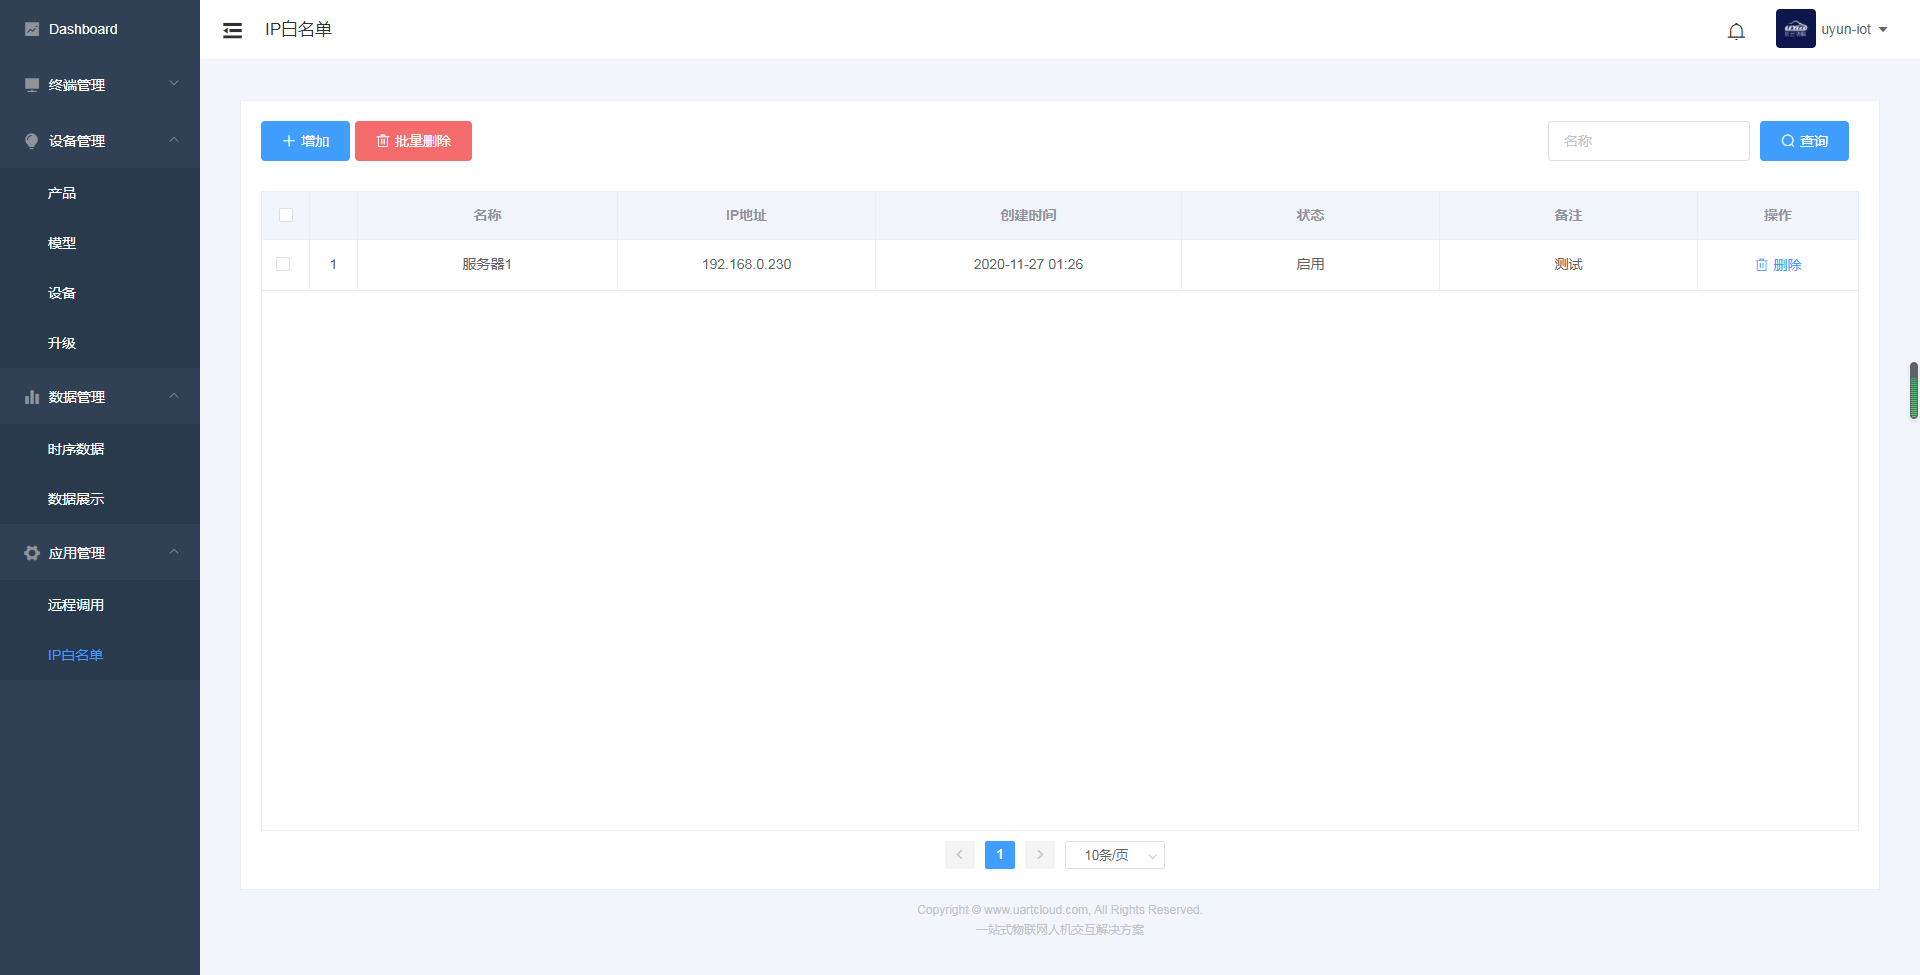 Dashboard
终端管理
设备管理
产品
模型
设备
升级
数据管理
时序数据
数据展示
应用管理
远程调用
IP白名单
IP白名单
uyun-iot
增加
批量删除
名称
查询
名称 IP地址 创建时间 状态 备注 操作
1 服务器1 192.168.0.230 2020-11-27 01:26 启用 测试 删除
1 10条/页
Copyright © www.uartcloud.com, All Rights Reserved.
一站式物联网人机交互解决方案